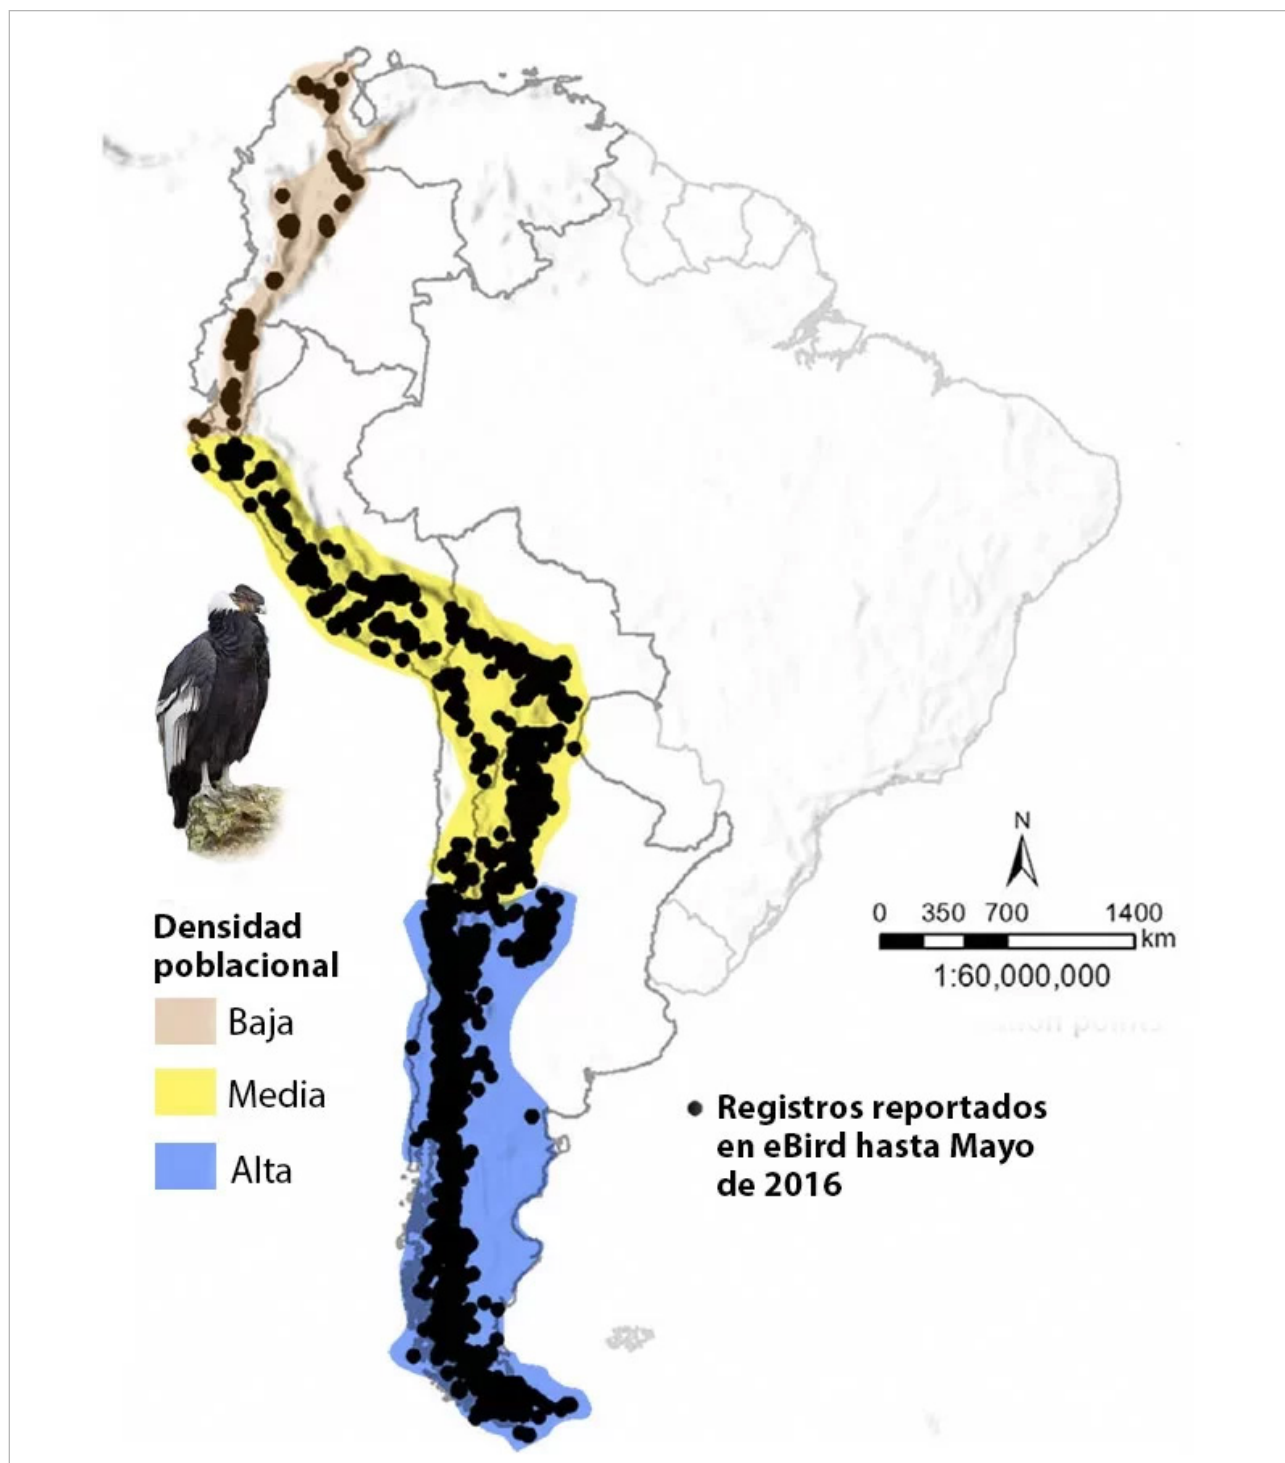 N
0 350 700 1400
km
1:60,000,000
Densidad
poblacional
Baja
Media
Alta
Registros reportados
en eBird hasta Mayo
de 2016